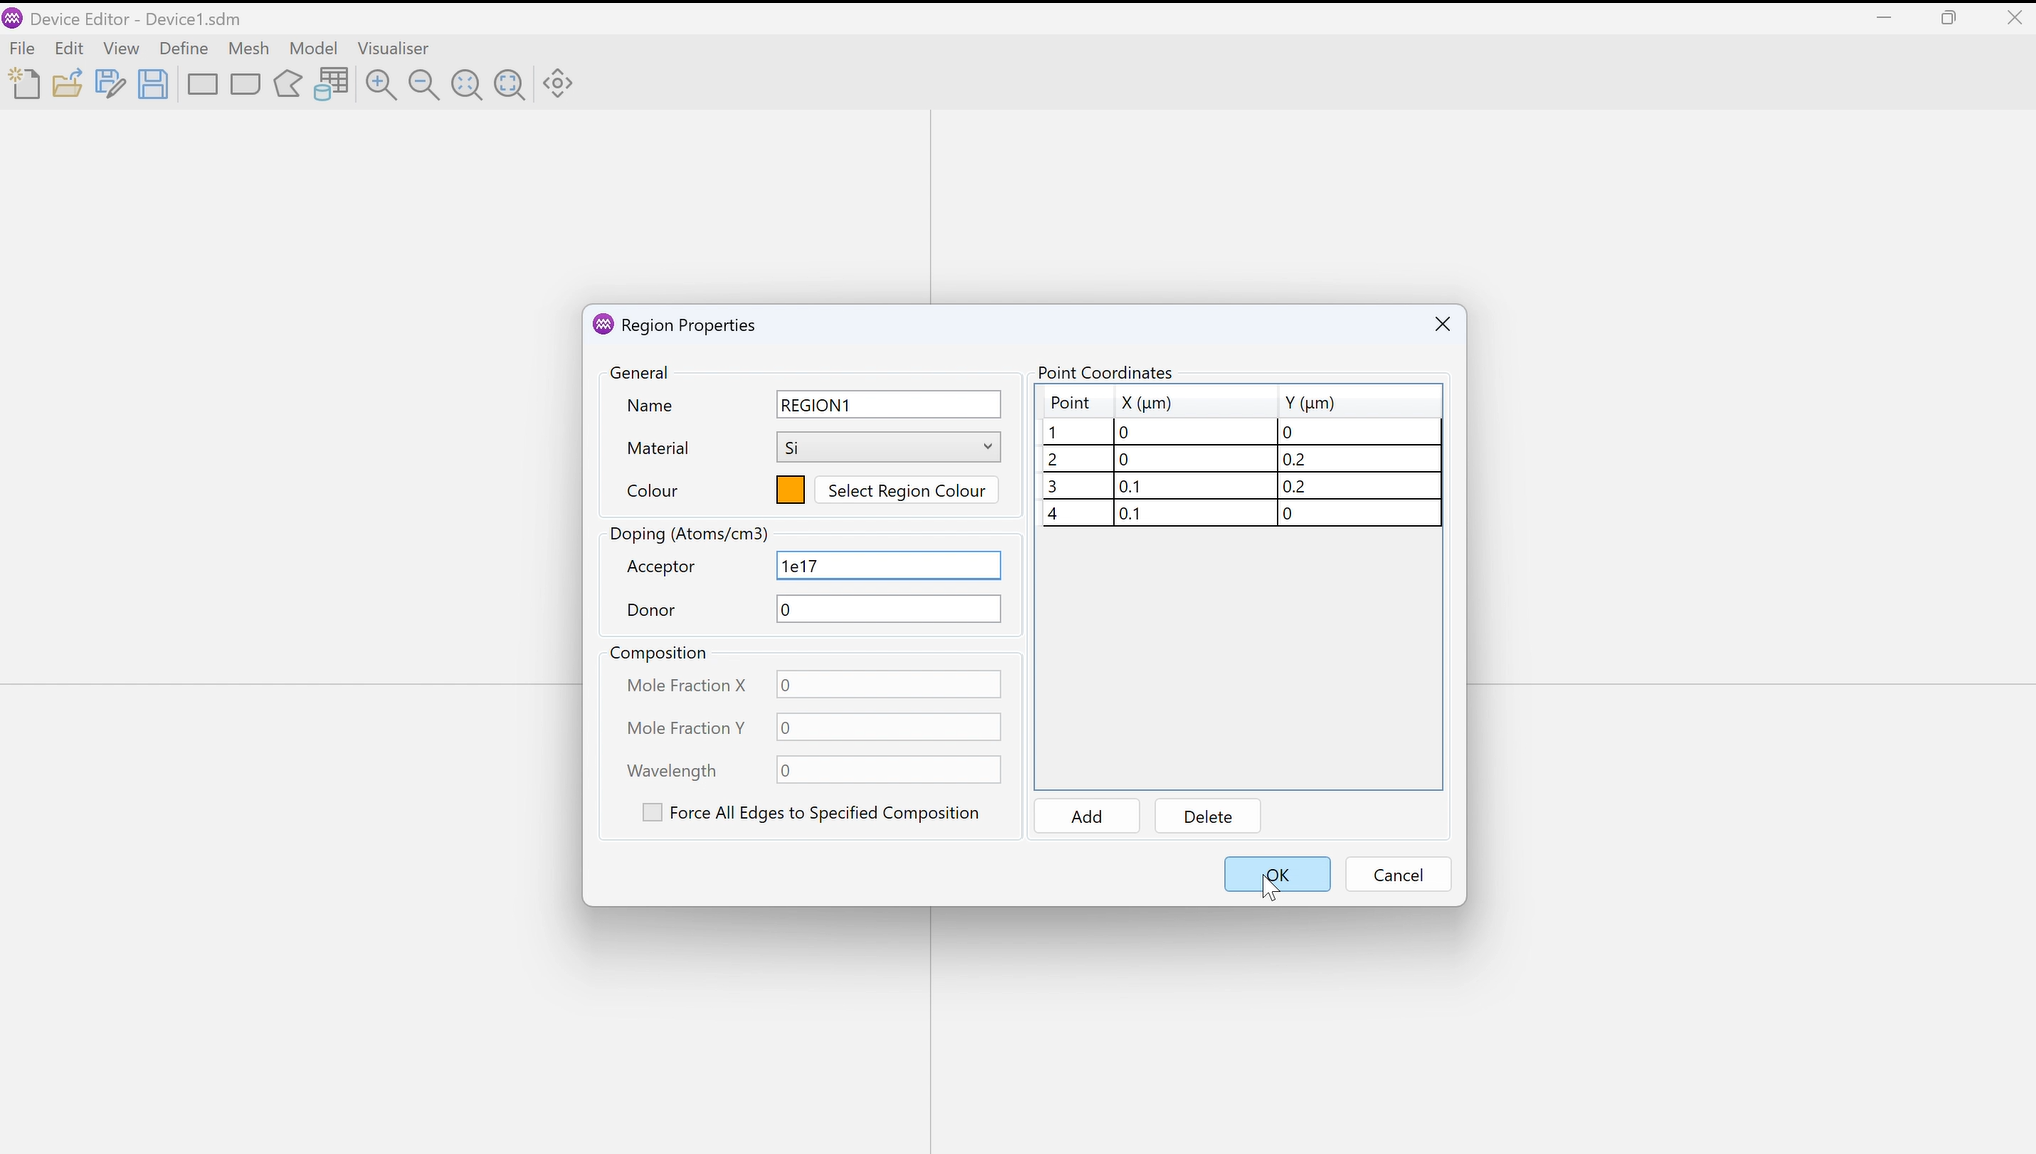 Device Editor - Device1.sdm
File Edit View Define Mesh Model Visualiser
Region Properties
General
Name REGION1
Material Si
Colour Select Region Colour
Doping (Atoms/cm3)
Acceptor 1e17
Donor 0
Composition
Mole Fraction X 0
Mole Fraction Y 0
Wavelength 0
Force All Edges to Specified Composition
Point Coordinates
Point X (µm) Y (µm)
1 0 0
2 0 0.2
3 0.1 0.2
4 0.1 0
Add Delete
OK Cancel